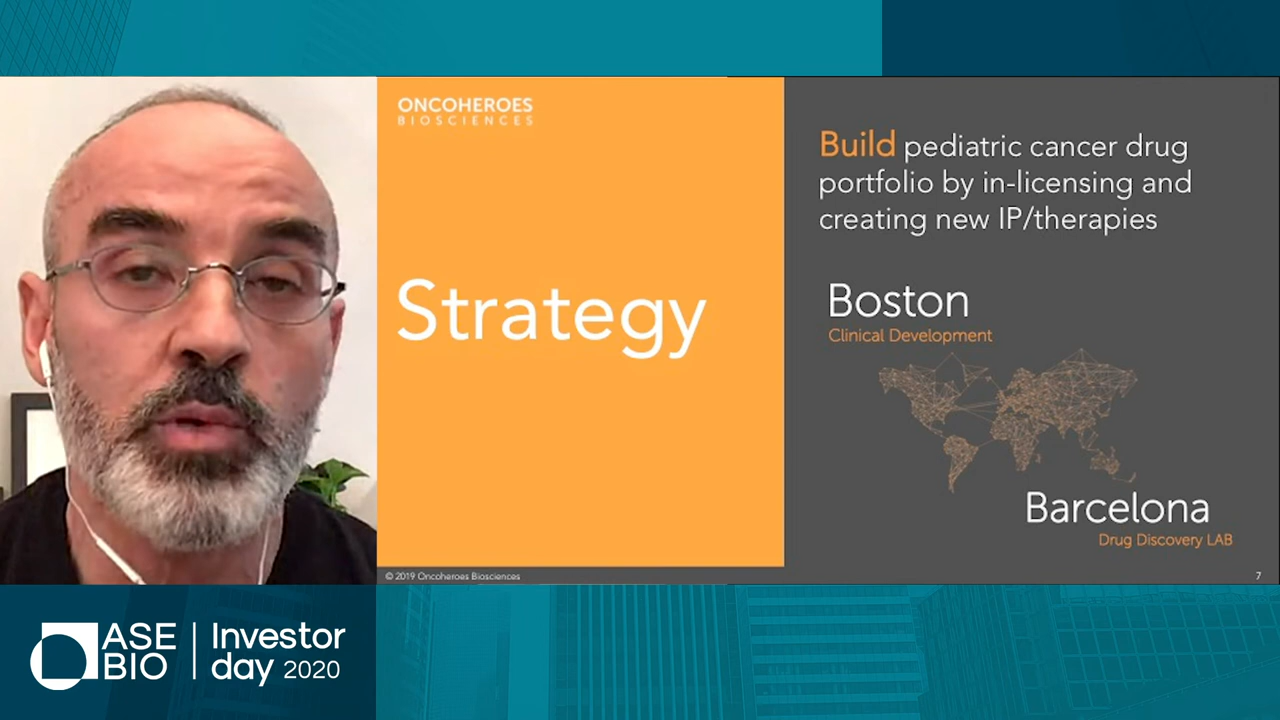 ONCOHEROES
BIOSCIENCES
Strategy
Build pediatric cancer drug
portfolio by in-licensing and
creating new IP/therapies
Boston
Clinical Development
Barcelona
Drug Discovery LAB
© 2019 Oncoheroes Biosciences
7
ASE
BIO
Investor
day 2020